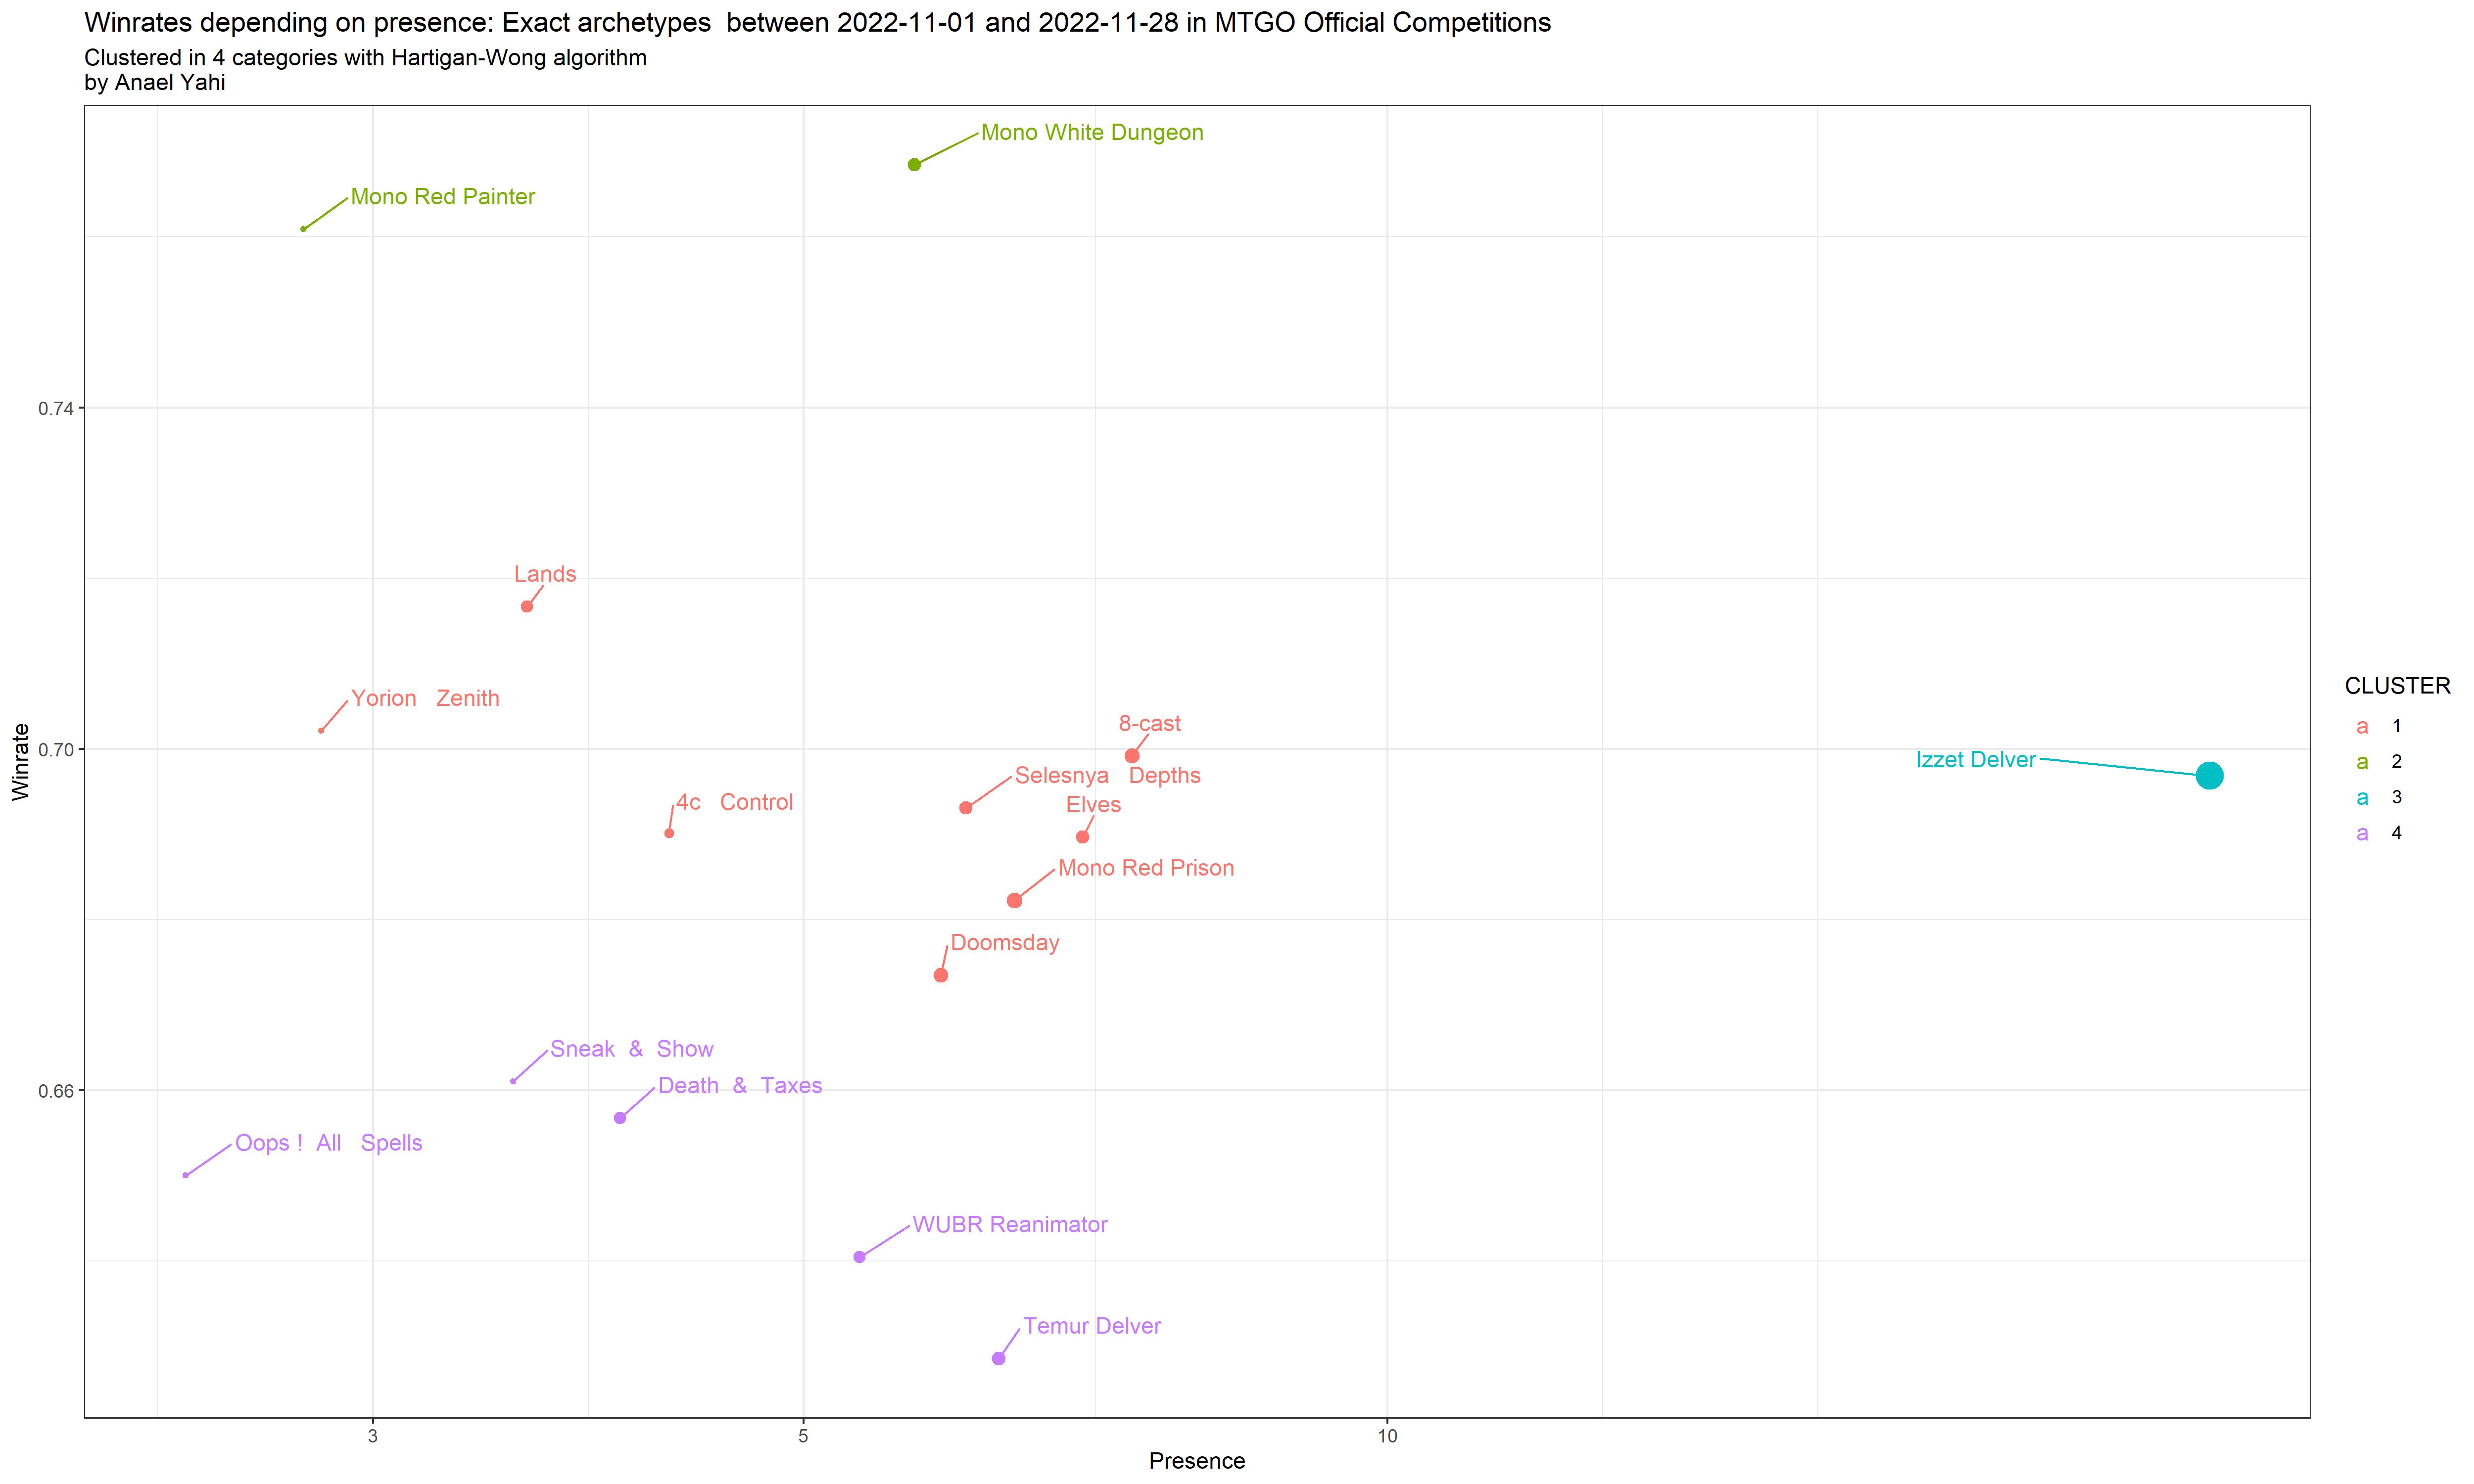 Winrates depending on presence: Exact archetypes  between 2022-11-01 and 2022-11-28 in MTGO Official Competitions
Clustered in 4 categories with Hartigan-Wong algorithm
by Anael Yahi
Mono White Dungeon
Mono Red Painter
0.74
Lands
CLUSTER
a 1
a 2
a 3
a 4
Yorion   Zenith
8-cast
Winrate
0.70
Izzet Delver
Selesnya   Depths
4c   Control
Elves
Mono Red Prison
Doomsday
Sneak  &  Show
Death  &  Taxes
0.66
Oops !  All   Spells
WUBR Reanimator
Temur Delver
3 5 10
Presence